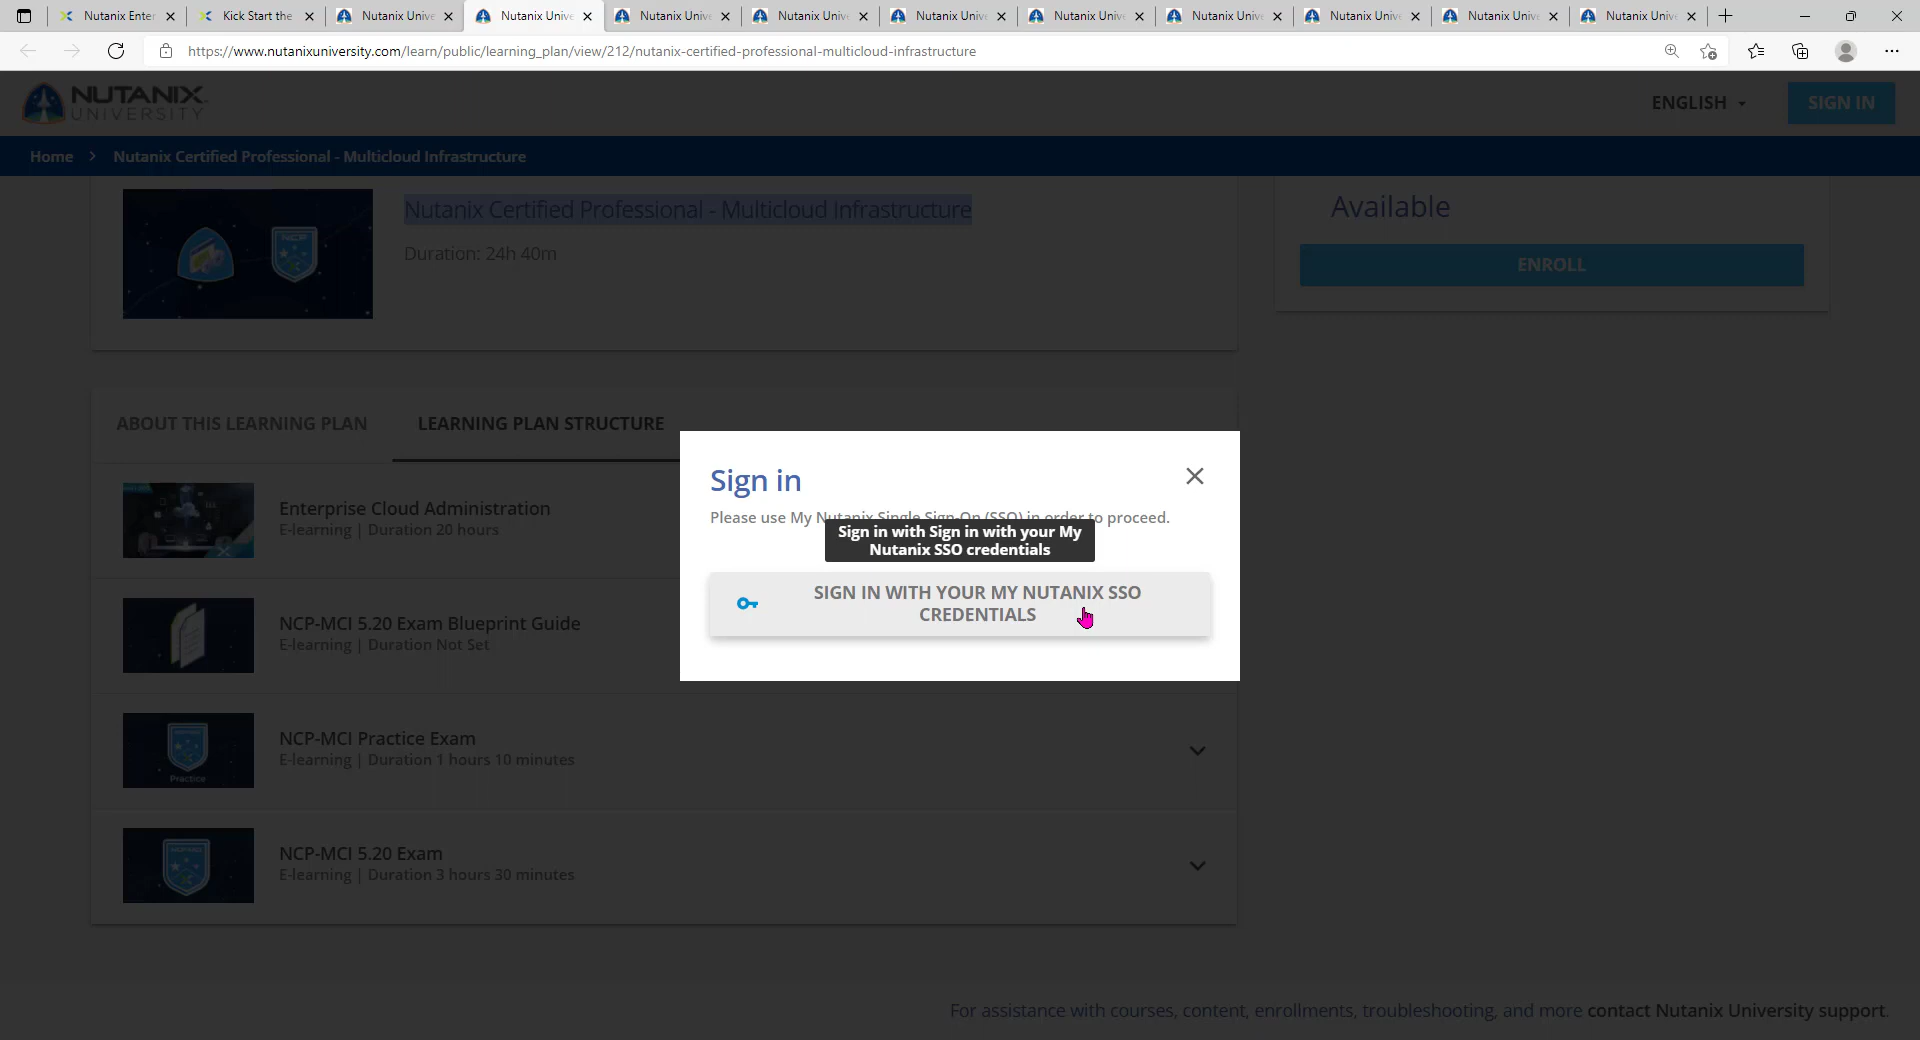 Nutanix Enter
Kick Start the
Nutanix Unive
Nutanix Unive
Nutanix Unive
Nutanix Unive
Nutanix Unive
Nutanix Unive
Nutanix Unive
Nutanix Unive
Nutanix Unive
Nutanix Unive
https://www.nutanixuniversity.com/learn/public/learning_plan/view/212/nutanix-certified-professional-multicloud-infrastructure
NUTANIX
UNIVERSITY
ENGLISH
SIGN IN
Home > Nutanix Certified Professional - Multicloud Infrastructure
NCP
Nutanix Certified Professional - Multicloud Infrastructure
Duration: 24h 40m
Available
ENROLL
ABOUT THIS LEARNING PLAN
LEARNING PLAN STRUCTURE
Enterprise Cloud Administration
E-learning | Duration 20 hours
NCP-MCI 5.20 Exam Blueprint Guide
E-learning | Duration Not Set
Practice
NCP-MCI Practice Exam
E-learning | Duration 1 hours 10 minutes
NCP-MCI 5.20 Exam
E-learning | Duration 3 hours 30 minutes
Sign in
Please use My Nutanix Single Sign-On (SSO) in order to proceed.
Sign in with Sign in with your My
Nutanix SSO credentials
SIGN IN WITH YOUR MY NUTANIX SSO
CREDENTIALS
For assistance with courses, content, enrollments, troubleshooting, and more contact Nutanix University support.